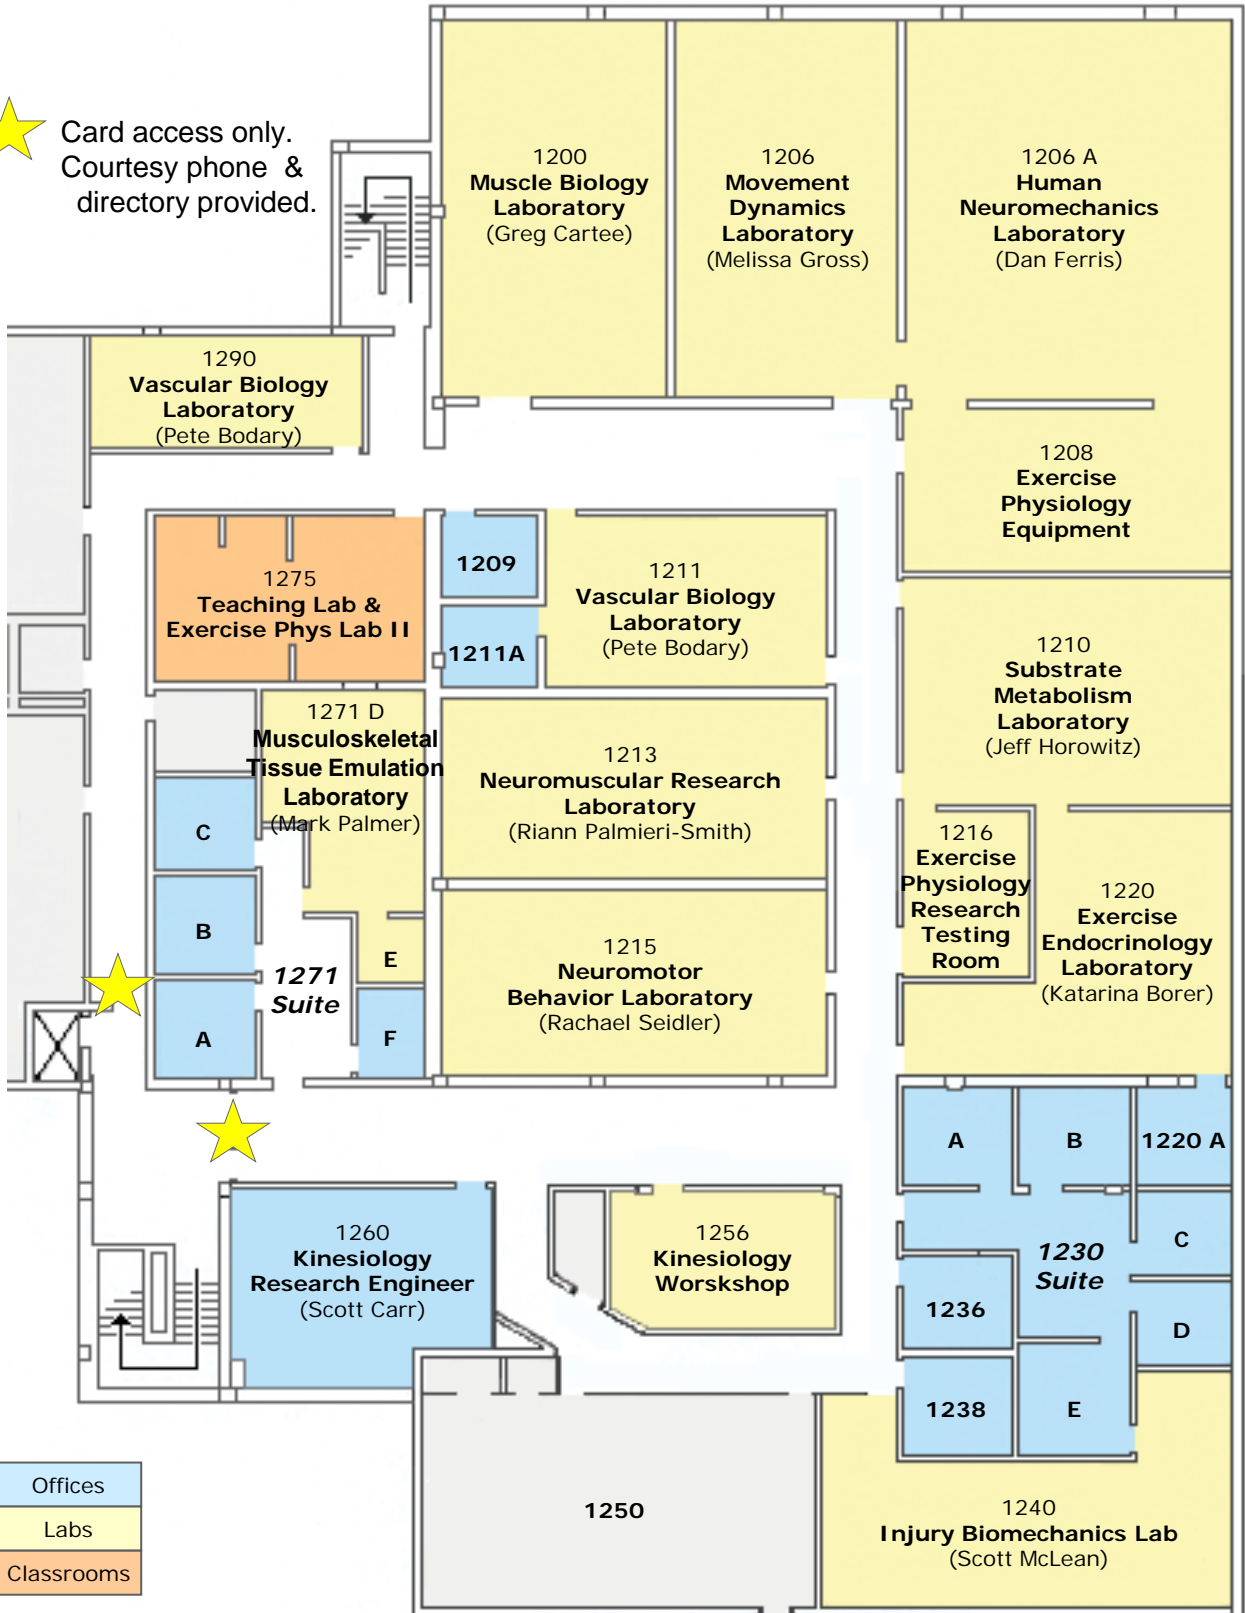 Card access only.
Courtesy phone &
directory provided.
1200
Muscle Biology
Laboratory
(Greg Cartee)
1206
Movement
Dynamics
Laboratory
(Melissa Gross)
1206 A
Human
Neuromechanics
Laboratory
(Dan Ferris)
1290
Vascular Biology
Laboratory
(Pete Bodary)
1208
Exercise
Physiology
Equipment
1275
Teaching Lab &
Exercise Phys Lab II
1209
1211A
1211
Vascular Biology
Laboratory
(Pete Bodary)
1210
Substrate
Metabolism
Laboratory
(Jeff Horowitz)
1271 D
Musculoskeletal
Tissue Emulation
Laboratory
(Mark Palmer)
1213
Neuromuscular Research
Laboratory
(Riann Palmieri-Smith)
C
B
A
1271
Suite
E
F
1215
Neuromotor
Behavior Laboratory
(Rachael Seidler)
1216
Exercise
Physiology
Research
Testing
Room
1220
Exercise
Endocrinology
Laboratory
(Katarina Borer)
A
B
1220 A
C
1230
Suite
D
1236
1238
E
1260
Kinesiology
Research Engineer
(Scott Carr)
1256
Kinesiology
Worskshop
1250
1240
Injury Biomechanics Lab
(Scott McLean)
Offices
Labs
Classrooms